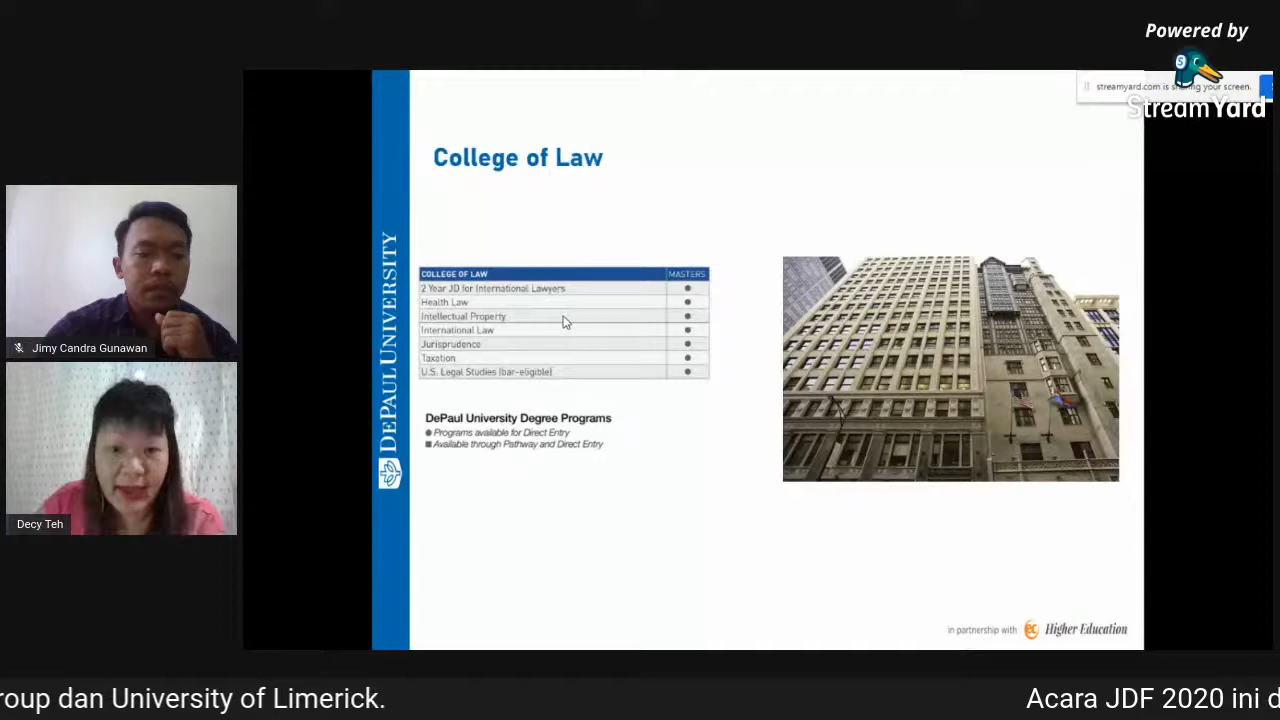 Powered by
StreamYard
streamyard.com is sharing your screen.
College of Law
COLLEGE OF LAW MASTERS
2 Year JD for International Lawyers
Health Law
Intellectual Property
International Law
Jurisprudence
Taxation
U.S. Legal Studies (bar-eligible)
DePaul University Degree Programs
Programs available for Direct Entry
Available through Pathway and Direct Entry
DEPAUL UNIVERSITY
Jimy Candra Gunawan
Decy Teh
in partnership with ec Higher Education
roup dan University of Limerick.
Acara JDF 2020 ini d